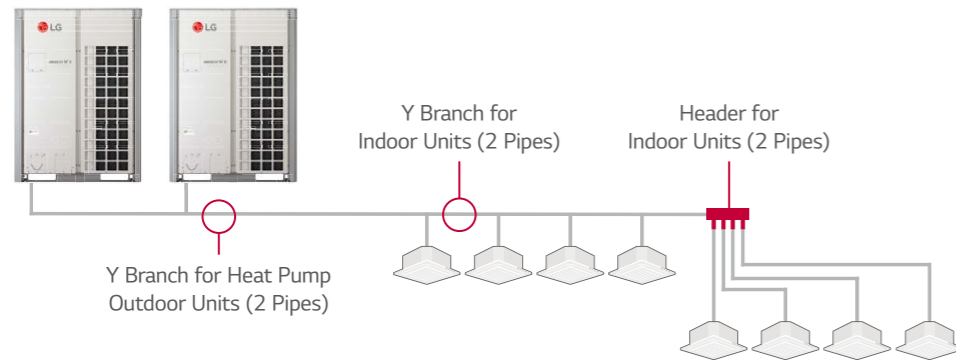 LG
LG
Y Branch for
Indoor Units (2 Pipes)
Header for
Indoor Units (2 Pipes)
Y Branch for Heat Pump
Outdoor Units (2 Pipes)